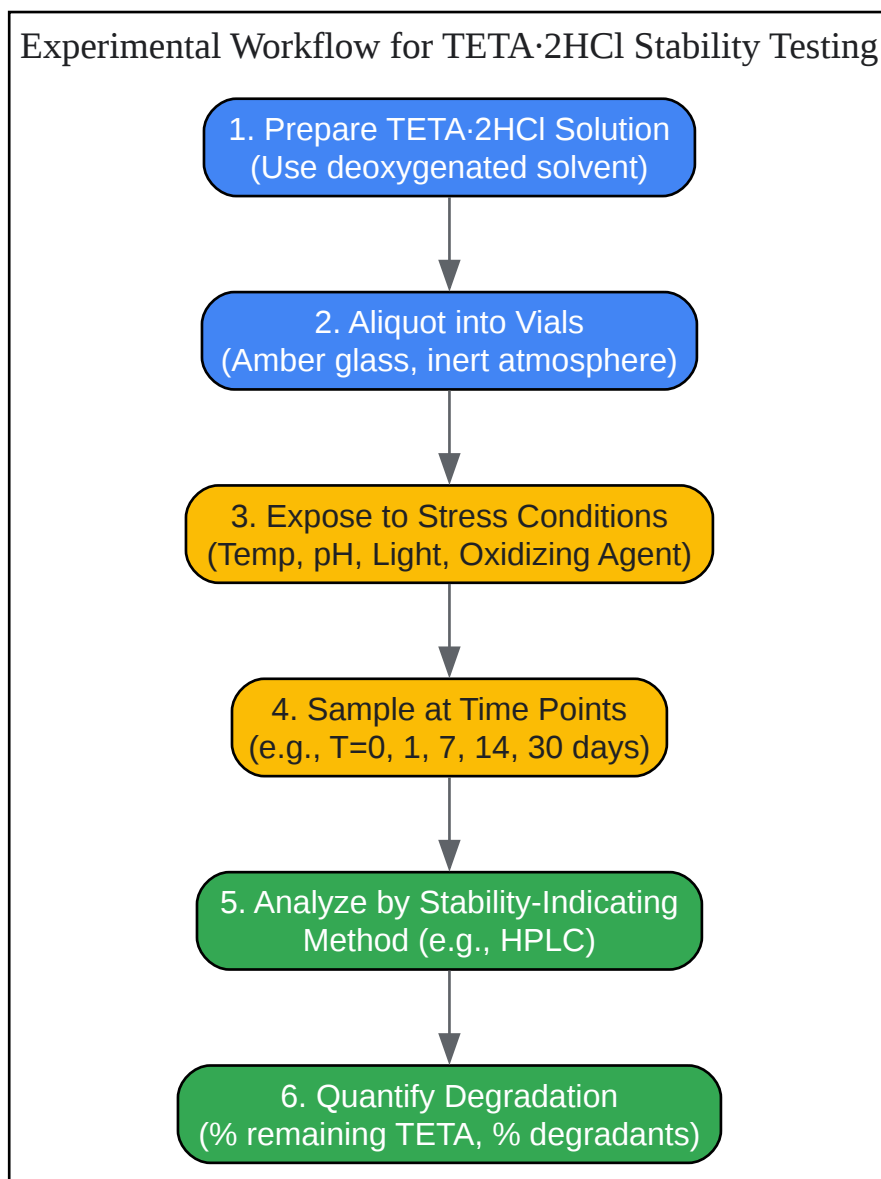 Experimental Workflow for TETA·2HCl Stability Testing
1. Prepare TETA·2HCl Solution
(Use deoxygenated solvent)
2. Aliquot into Vials
(Amber glass, inert atmosphere)
3. Expose to Stress Conditions
(Temp, pH, Light, Oxidizing Agent)
4. Sample at Time Points
(e.g., T=0, 1, 7, 14, 30 days)
5. Analyze by Stability-Indicating
Method (e.g., HPLC)
6. Quantify Degradation
(% remaining TETA, % degradants)